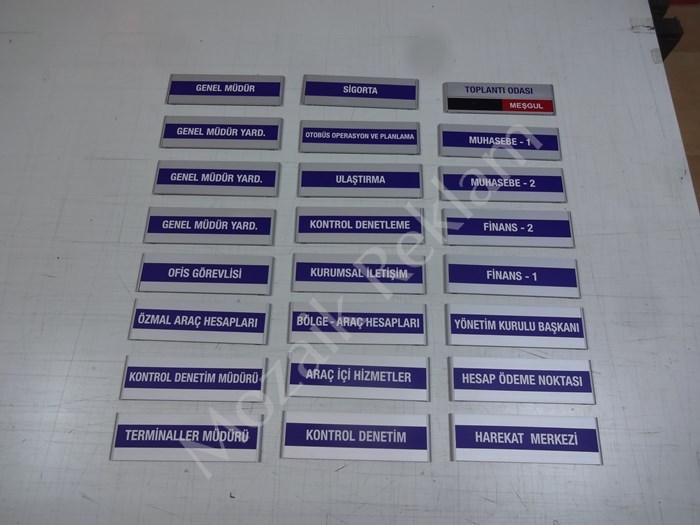 GENEL MÜDÜR
SİGORTA
TOPLANTI ODASI
MEŞGUL
GENEL MÜDÜR YARD.
OTOBÜS OPERASYON VE PLANLAMA
MUHASEBE - 1
GENEL MÜDÜR YARD.
ULAŞTIRMA
MUHASEBE - 2
GENEL MÜDÜR YARD.
KONTROL DENETLEME
FİNANS - 2
OFİS GÖREVLİSİ
KURUMSAL İLETİŞİM
FİNANS - 1
ÖZMAL ARAÇ HESAPLARI
BÖLGE - ARAÇ HESAPLARI
YÖNETİM KURULU BAŞKANI
KONTROL DENETİM MÜDÜRÜ
ARAÇ İÇİ HİZMETLER
HESAP ÖDEME NOKTASI
TERMİNALLER MÜDÜRÜ
KONTROL DENETİM
HAREKAT MERKEZİ
Mozaik Reklam